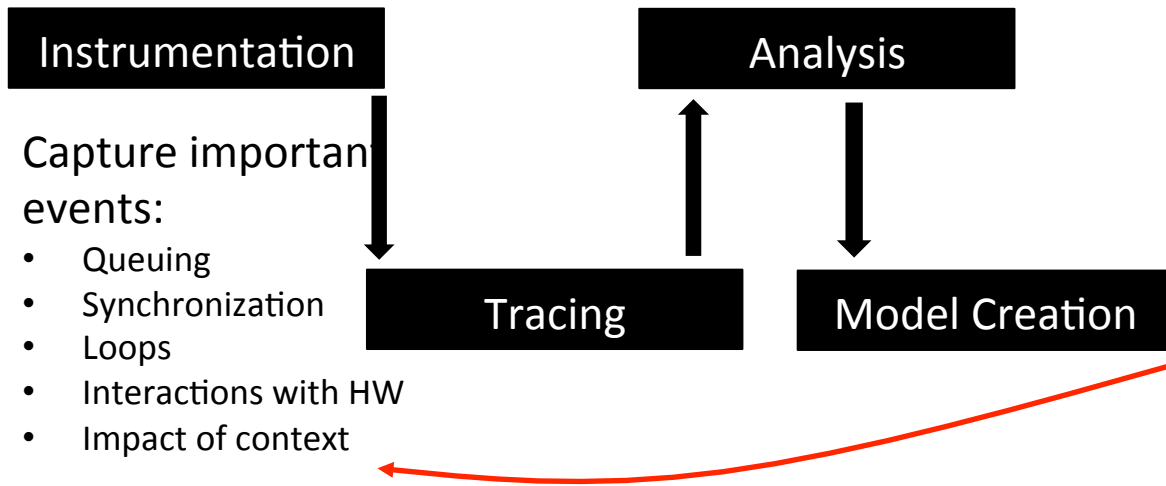 Instrumentation
Analysis
Capture important
events:
• Queuing
• Synchronization
• Loops
• Interactions with HW
• Impact of context
Tracing
Model Creation